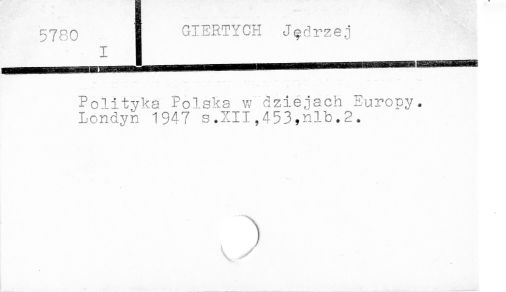 5780
I
GIERTYCH Jędrzej
Polityka Polska w dziejach Europy.
Londyn 1947 s.XII,453,nlb.2.